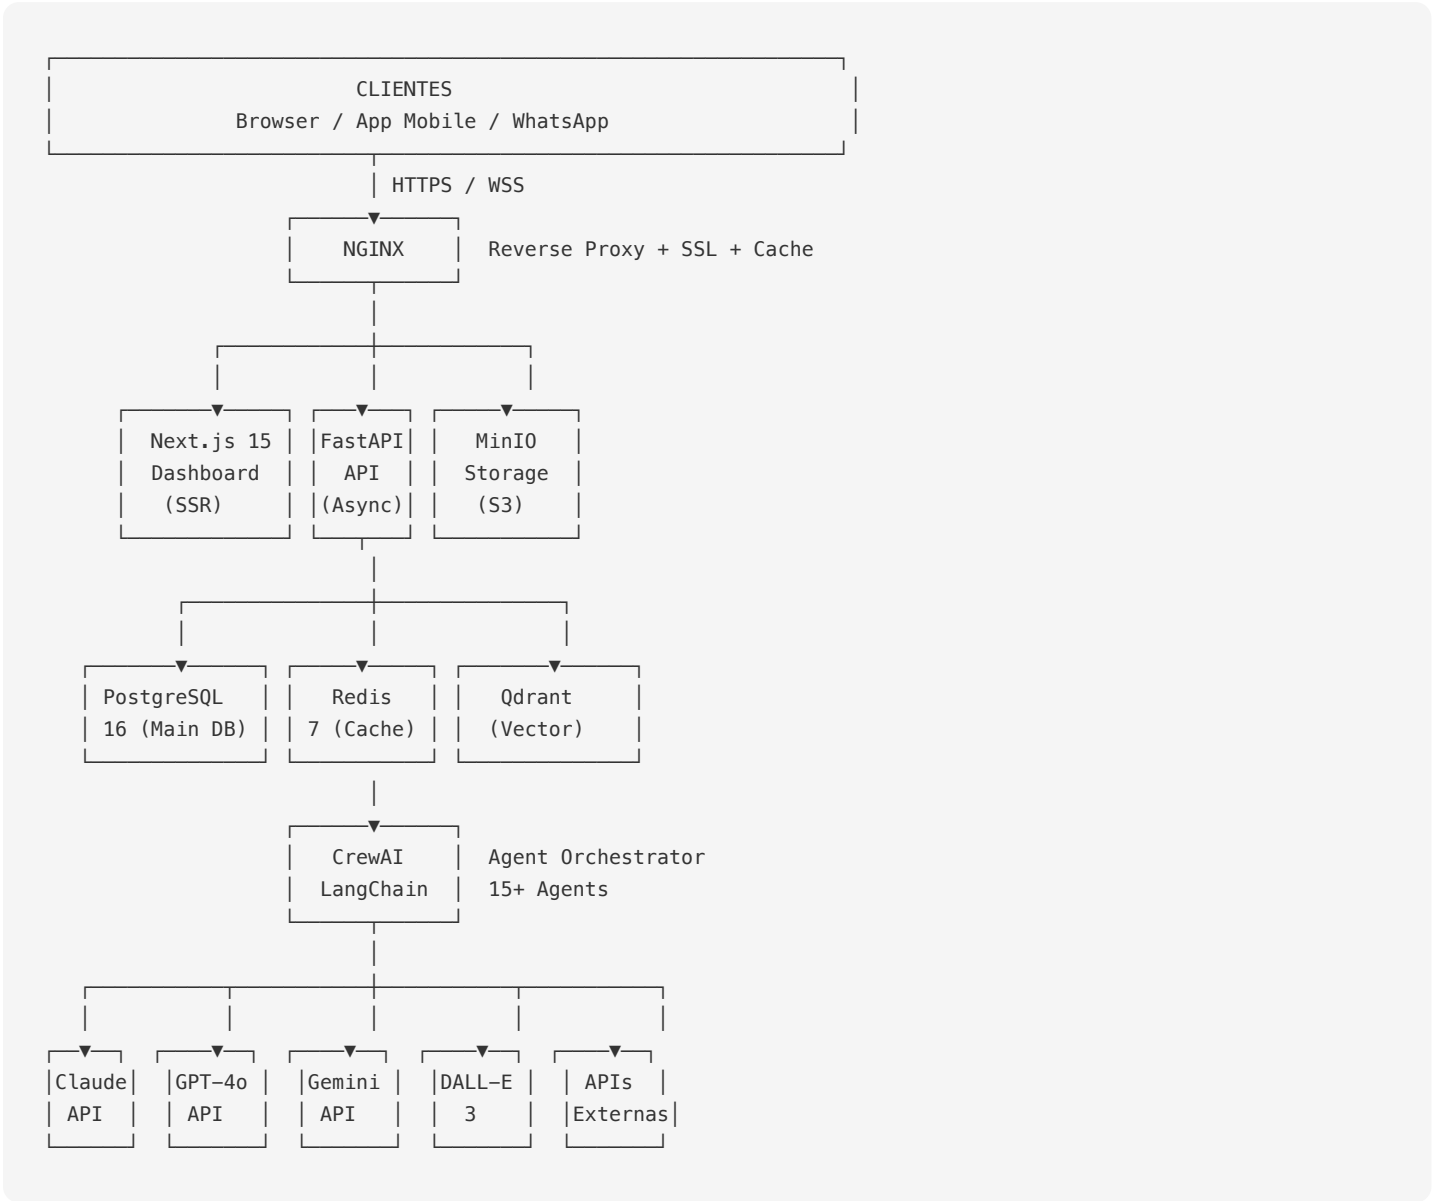 CLIENTES
Browser / App Mobile / WhatsApp
HTTPS / WSS
NGINX Reverse Proxy + SSL + Cache
Next.js 15 FastAPI MinIO
Dashboard API Storage
(SSR) (Async) (S3)
PostgreSQL Redis Qdrant
16 (Main DB) 7 (Cache) (Vector)
CrewAI Agent Orchestrator
LangChain 15+ Agents
Claude GPT-4o Gemini DALL-E APIs
API API API 3 Externas